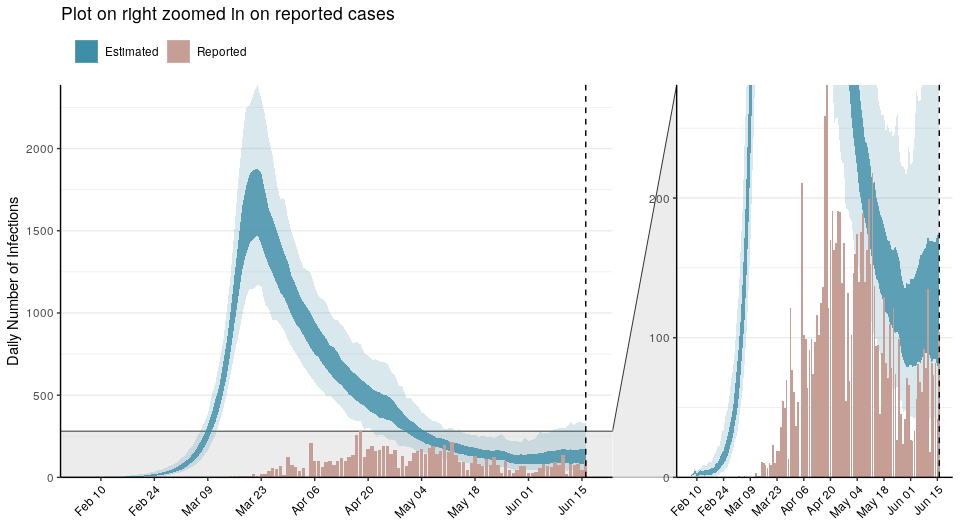 Plot on right zoomed in on reported cases
Estimated Reported
Daily Number of Infections
2000
1500
1000
500
0
Feb 10 Feb 24 Mar 09 Mar 23 Apr 06 Apr 20 May 04 May 18 Jun 01 Jun 15
200
100
0
Feb 10 Feb 24 Mar 09 Mar 23 Apr 06 Apr 20 May 04 May 18 Jun 01 Jun 15